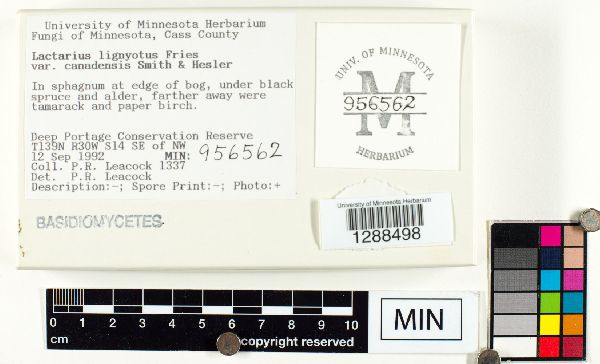 University of Minnesota Herbarium
Fungi of Minnesota, Cass County
Lactarius lignyotus Fries
var. canadensis Smith & Hesler
In sphagnum at edge of bog, under black
spruce and alder, farther away were
tamarack and paper birch.
Deep Portage Conservation Reserve
T139N R30W S14 SE of NW
12 Sep 1992 MIN: 956562
Coll. P.R. Leacock 1337
Det. P.R. Leacock
Description:-; Spore Print:-; Photo:+
UNIV. OF MINNESOTA
M
956562
HERBARIUM
University of Minnesota Herbarium
1288498
BASIDIOMYCETES
0 1 2 3 4 5 6 7 8 9 10
cm
copyright reserved
MIN